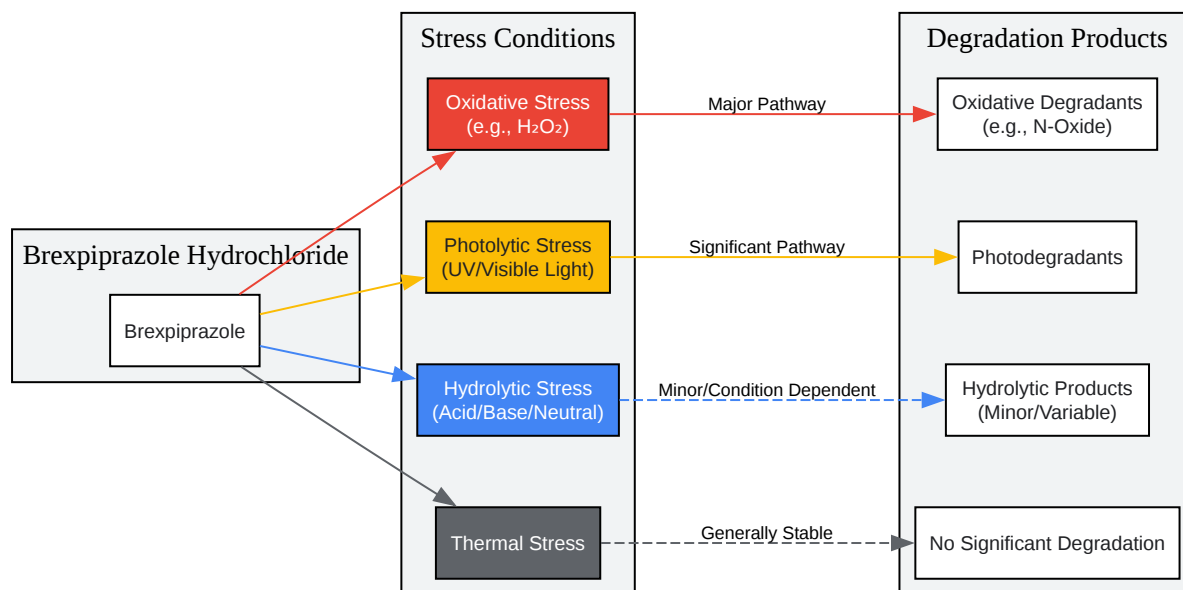 Stress Conditions
Degradation Products
Oxidative Stress
(e.g., H₂O₂)
Major Pathway
Oxidative Degradants
(e.g., N-Oxide)
Brexpiprazole Hydrochloride
Brexpiprazole
Photolytic Stress
(UV/Visible Light)
Significant Pathway
Photodegradants
Hydrolytic Stress
(Acid/Base/Neutral)
Minor/Condition Dependent
Hydrolytic Products
(Minor/Variable)
Thermal Stress
Generally Stable
No Significant Degradation